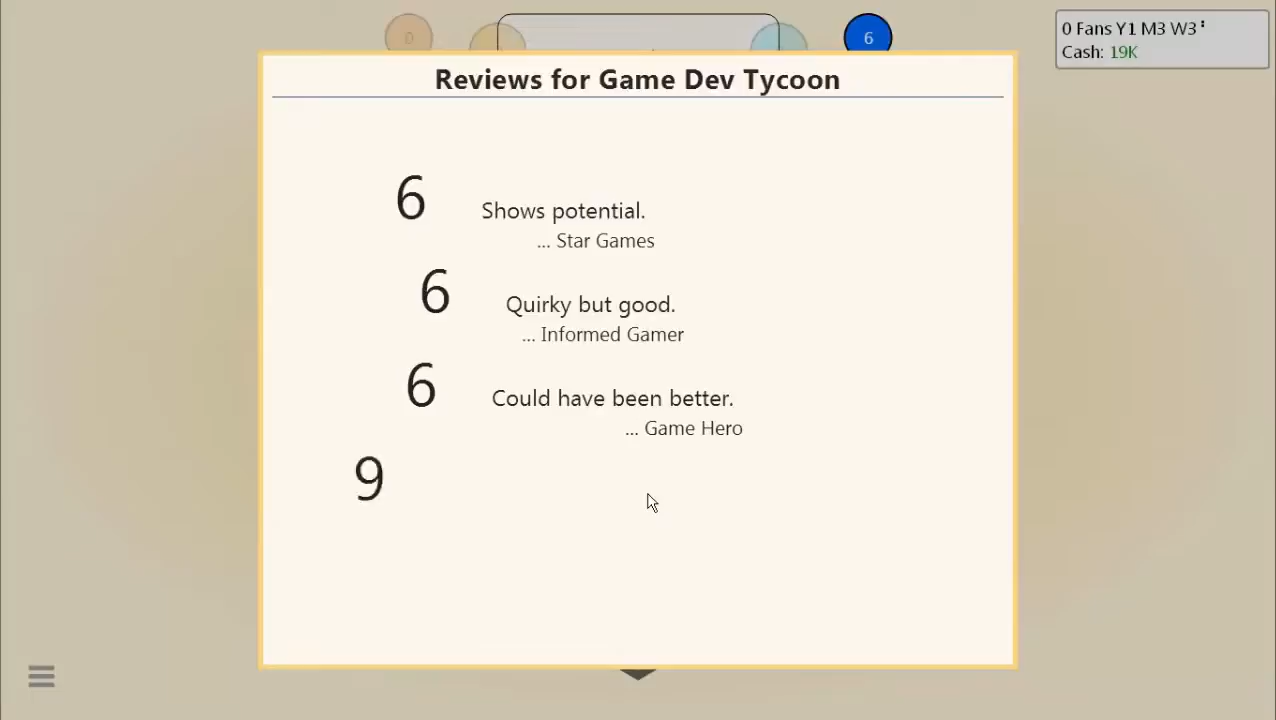 0
6
0 Fans Y1 M3 W3
Cash: 19K
Reviews for Game Dev Tycoon
6 Shows potential.
... Star Games
6 Quirky but good.
... Informed Gamer
6 Could have been better.
... Game Hero
9